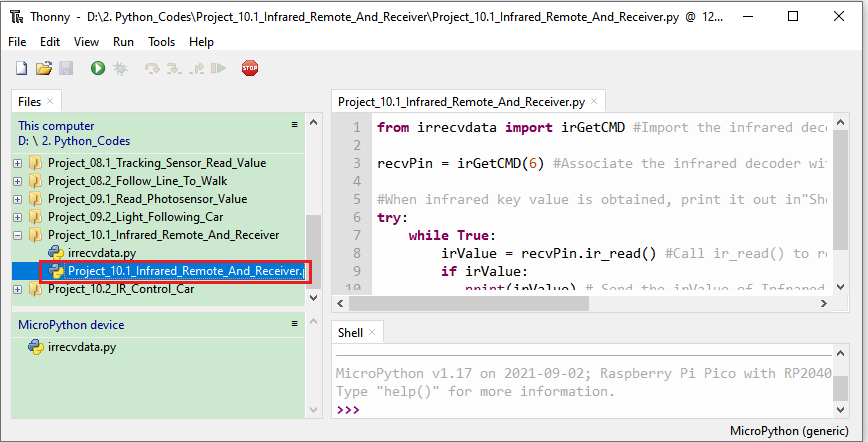 Thonny - D:\2. Python_Codes\Project_10.1_Infrared_Remote_And_Receiver\Project_10.1_Infrared_Remote_And_Receiver.py @ 12...
File Edit View Run Tools Help
STOP
Files
This computer
D: \ 2. Python_Codes
Project_08.1_Tracking_Sensor_Read_Value
Project_08.2_Follow_Line_To_Walk
Project_09.1_Read_Photosensor_Value
Project_09.2_Light_Following_Car
Project_10.1_Infrared_Remote_And_Receiver
irrecvdata.py
Project_10.1_Infrared_Remote_And_Receiver.p
Project_10.2_IR_Control_Car
MicroPython device
irrecvdata.py
Project_10.1_Infrared_Remote_And_Receiver.py
1 from irrecvdata import irGetCMD #Import the infrared deco
2
3 recvPin = irGetCMD(6) #Associate the infrared decoder wit
4
5 #When infrared key value is obtained, print it out in"She
6 try:
7 while True:
8 irValue = recvPin.ir_read() #Call ir_read() to re
9 if irValue:
10 print(irValue) # Send the irValue of Infrared
Shell
MicroPython v1.17 on 2021-09-02; Raspberry Pi Pico with RP2040
Type "help()" for more information.
>>>
MicroPython (generic)